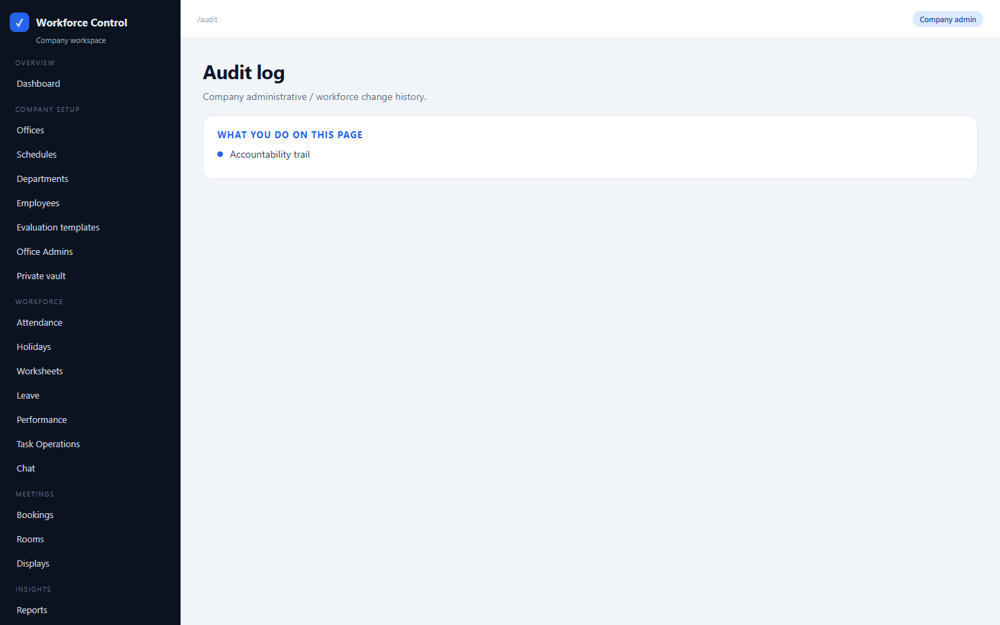 ✓ Workforce Control
Company workspace
OVERVIEW
Dashboard
COMPANY SETUP
Offices
Schedules
Departments
Employees
Evaluation templates
Office Admins
Private vault
WORKFORCE
Attendance
Holidays
Worksheets
Leave
Performance
Task Operations
Chat
MEETINGS
Bookings
Rooms
Displays
INSIGHTS
Reports
/audit
Company admin
Audit log
Company administrative / workforce change history.
WHAT YOU DO ON THIS PAGE
Accountability trail